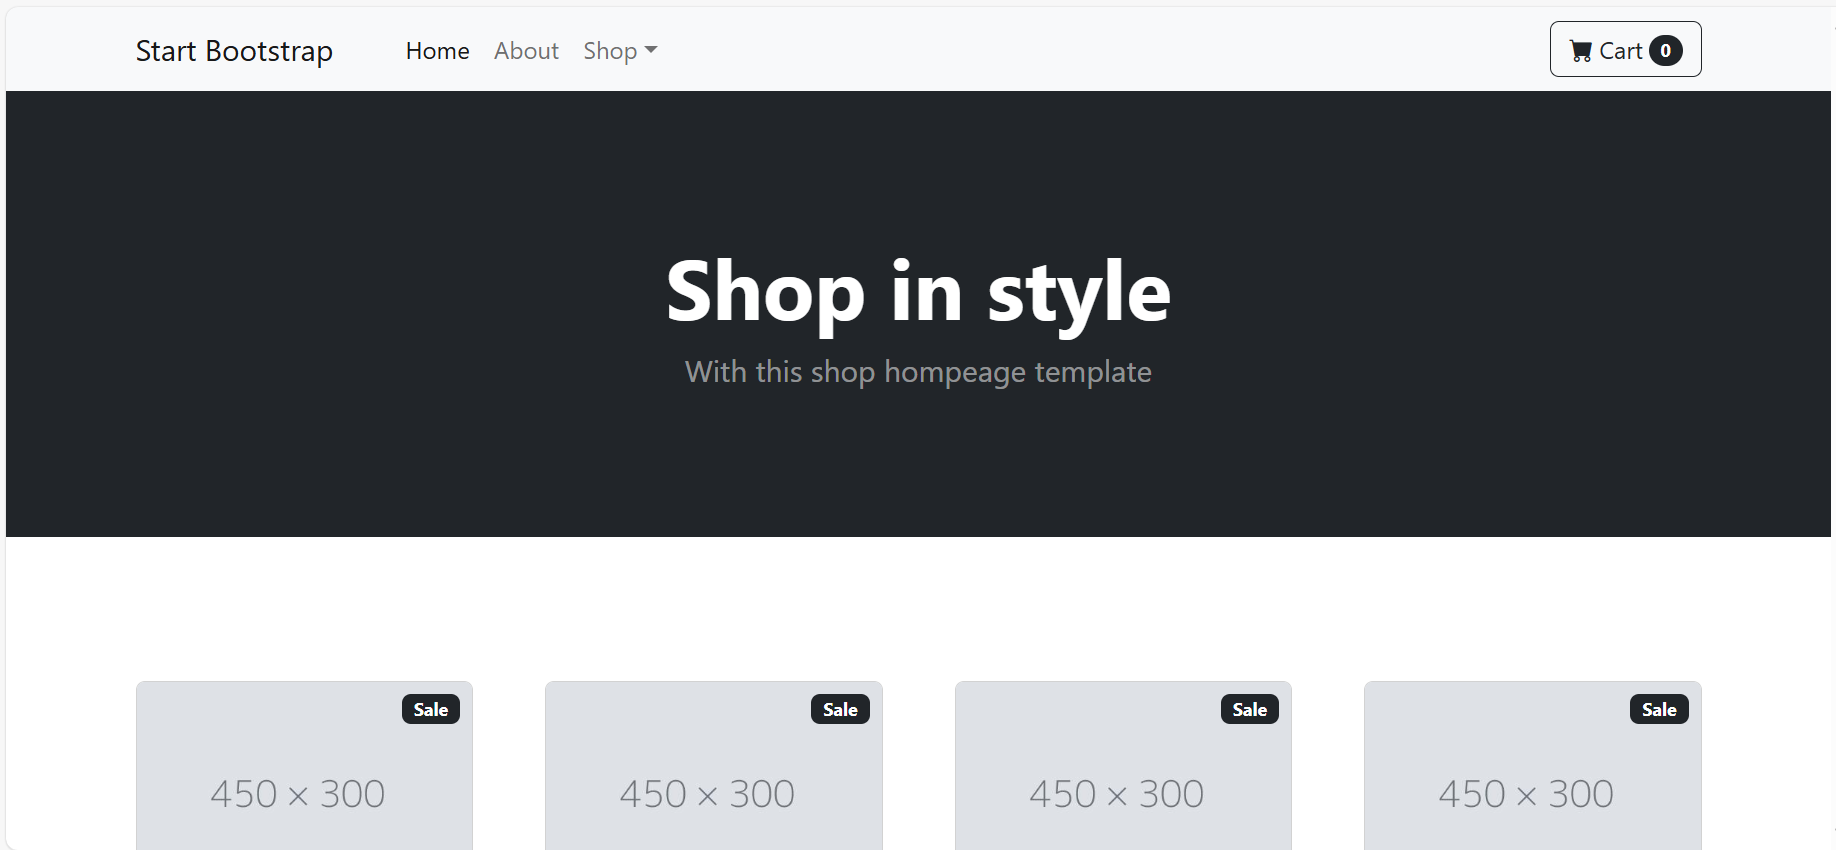 Start Bootstrap Home About Shop Cart 0
Shop in style
With this shop hompeage template
Sale Sale Sale Sale
450 × 300 450 × 300 450 × 300 450 × 300